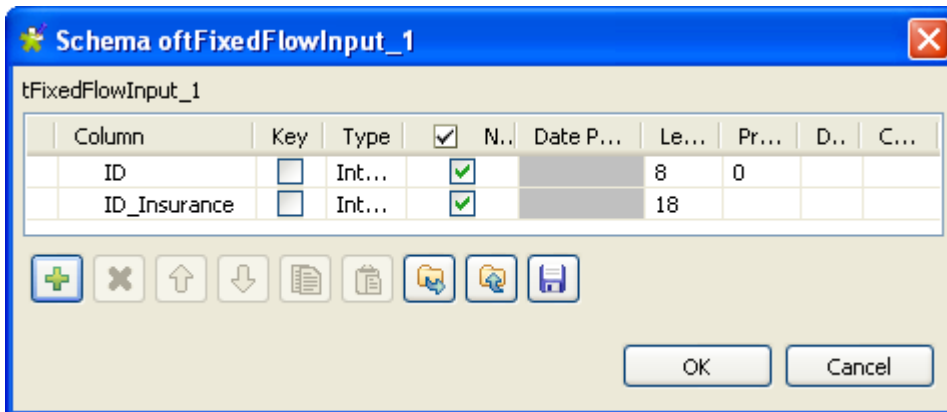 Schema oftFixedFlowInput_1
tFixedFlowInput_1
Column Key Type N.. Date P... Le... Pr... D.. C...
ID Int... 8 0
ID_Insurance Int... 18
OK Cancel